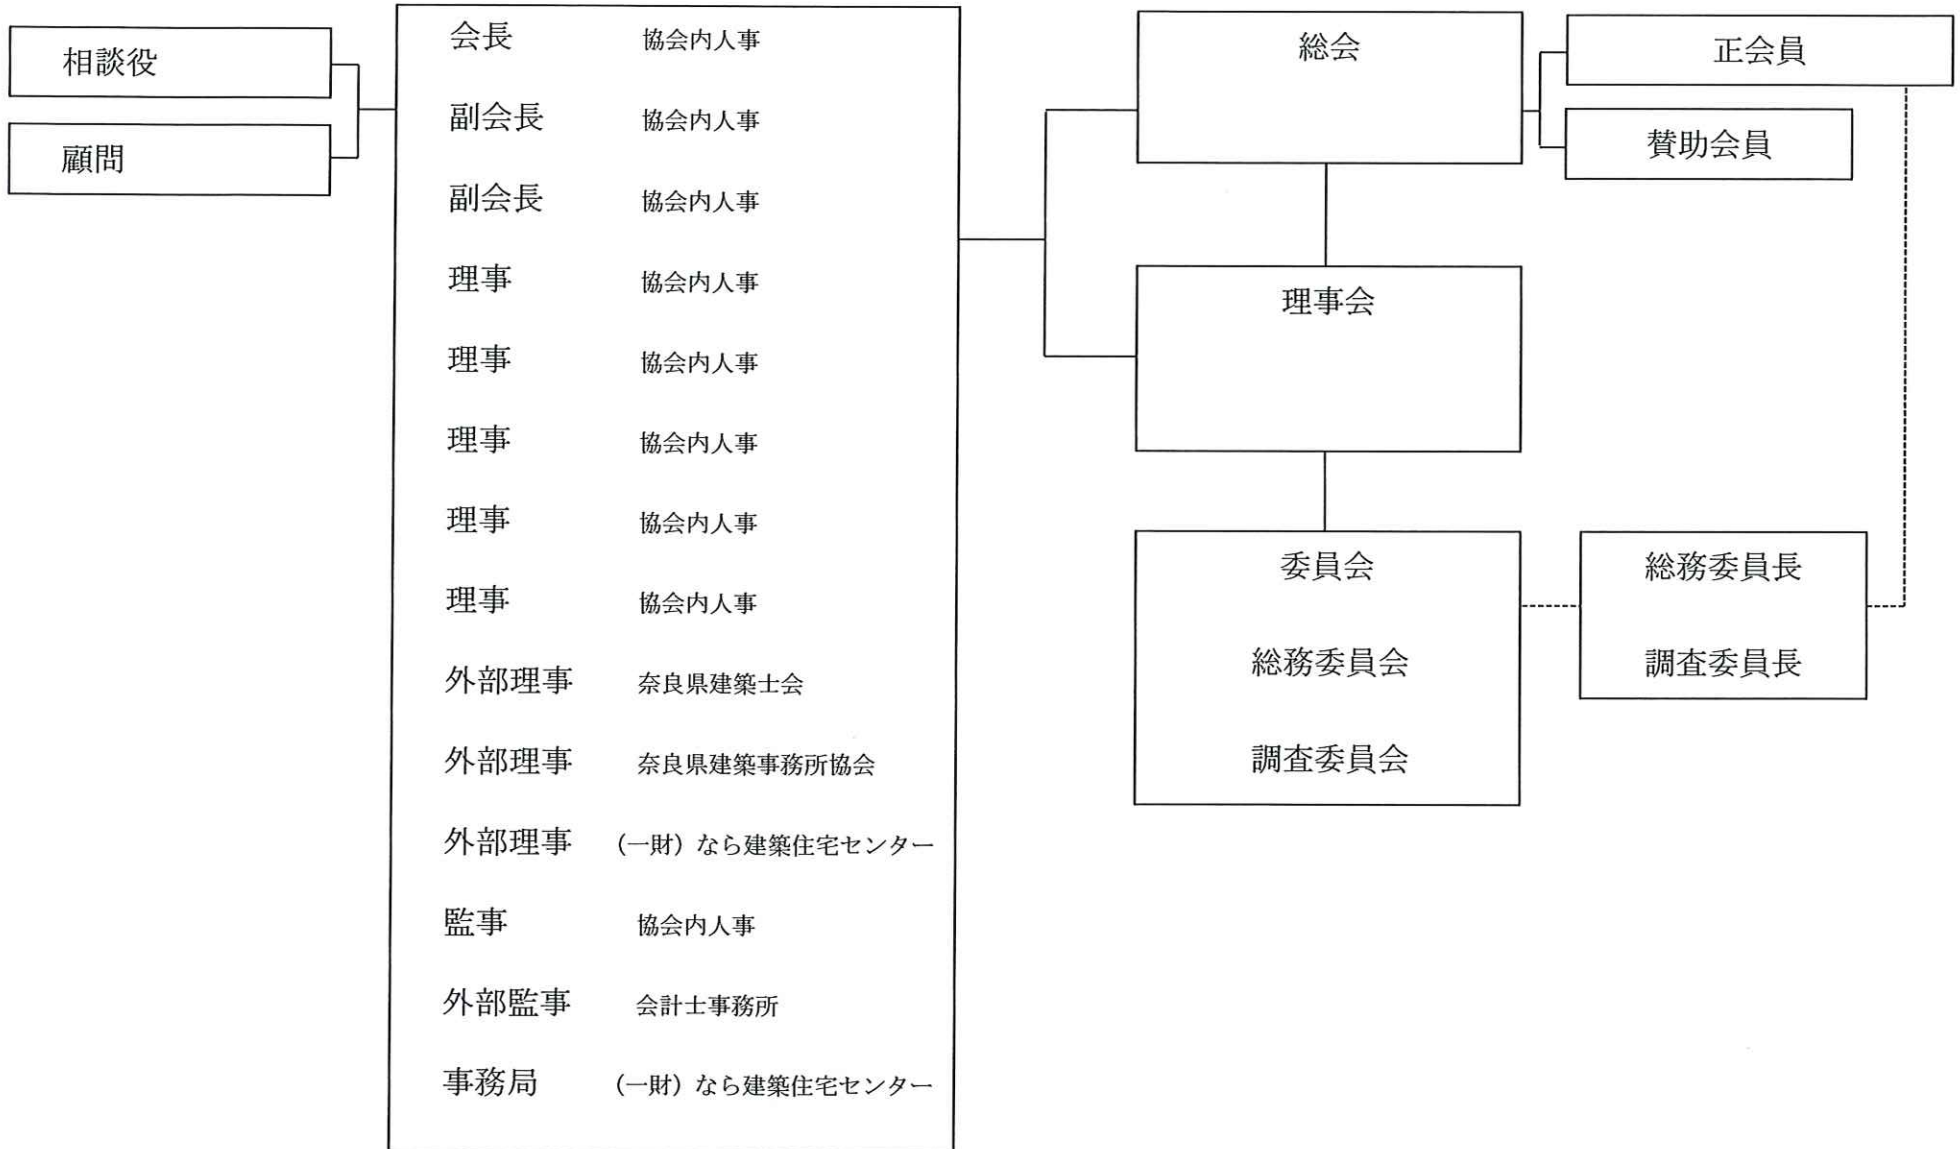 相談役
顧問
会長 協会内人事
副会長 協会内人事
副会長 協会内人事
理事 協会内人事
理事 協会内人事
理事 協会内人事
理事 協会内人事
理事 協会内人事
外部理事 奈良県建築士会
外部理事 奈良県建築事務所協会
外部理事 （一財）なら建築住宅センター
監事 協会内人事
外部監事 会計士事務所
事務局 （一財）なら建築住宅センター
総会
正会員
賛助会員
理事会
委員会
総務委員会
調査委員会
総務委員長
調査委員長